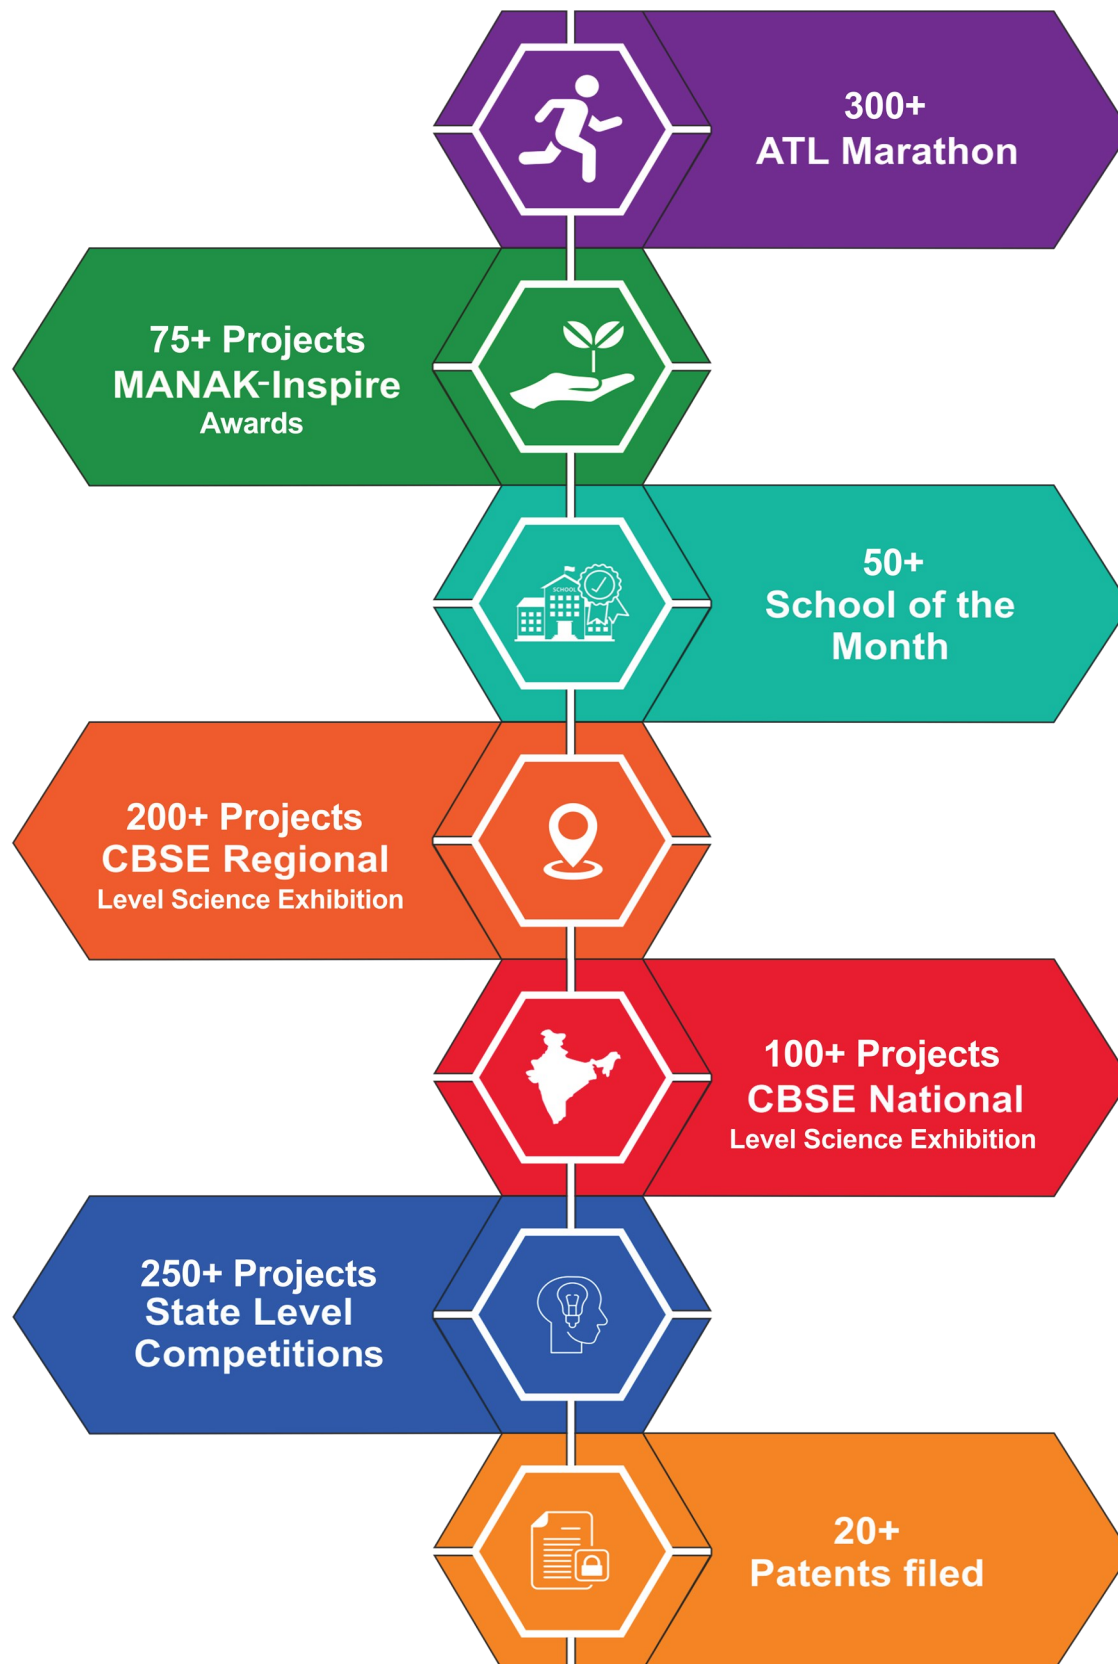 300+
ATL Marathon
75+ Projects
MANAK-Inspire
Awards
SCHOOL
50+
School of the
Month
200+ Projects
CBSE Regional
Level Science Exhibition
100+ Projects
CBSE National
Level Science Exhibition
250+ Projects
State Level
Competitions
20+
Patents filed